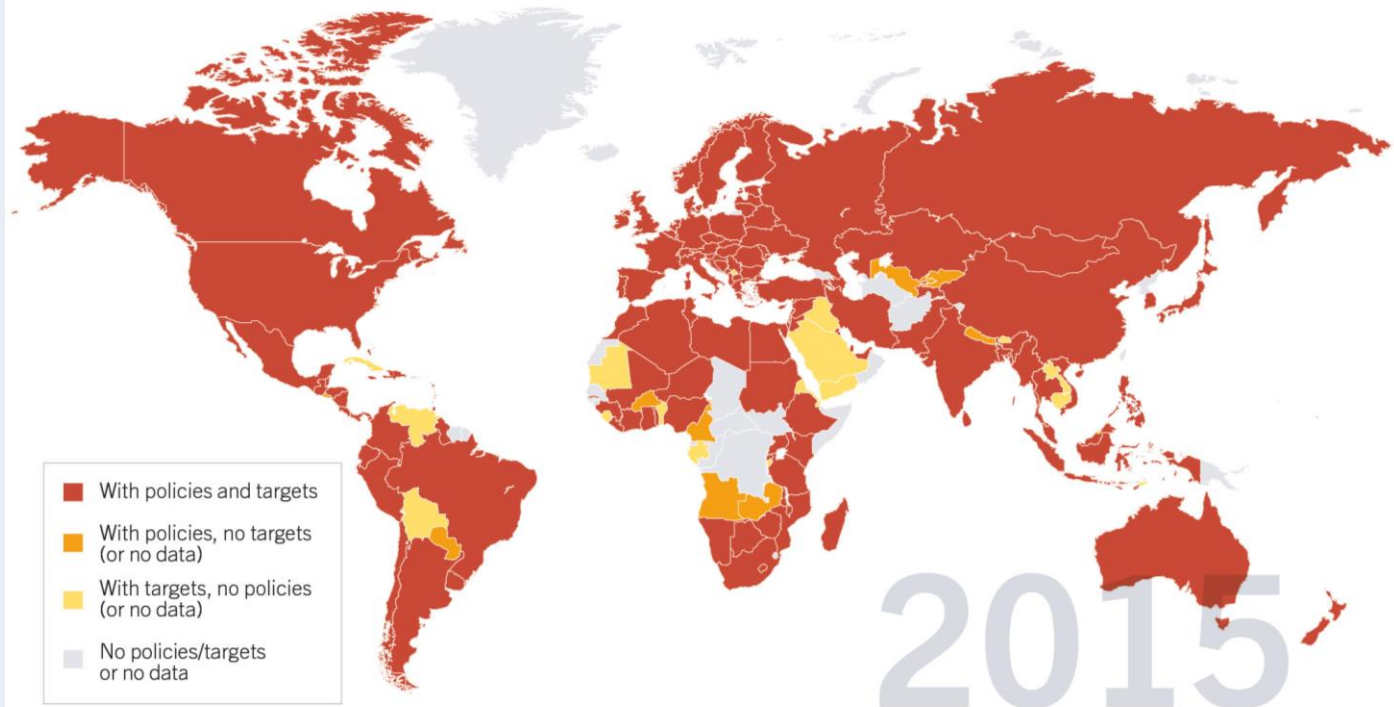 With policies and targets
With policies, no targets
(or no data)
With targets, no policies
(or no data)
No policies/targets
or no data
2015